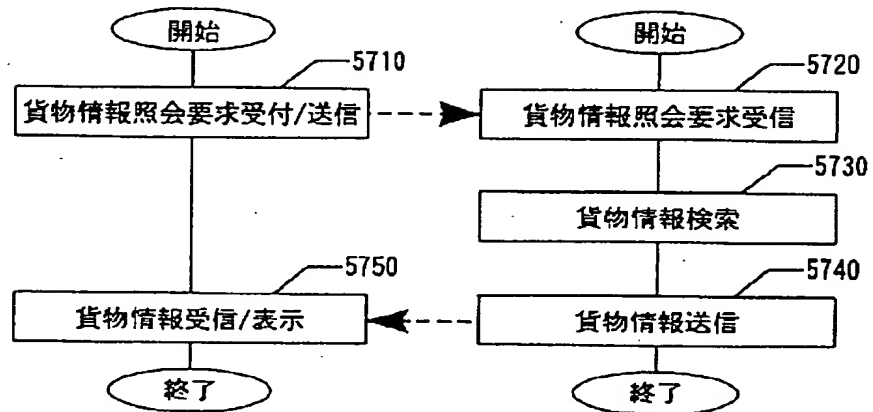 開始
開始
5710
貨物情報照会要求受付/送信
5720
貨物情報照会要求受信
5730
貨物情報検索
5750
貨物情報受信/表示
5740
貨物情報送信
終了
終了